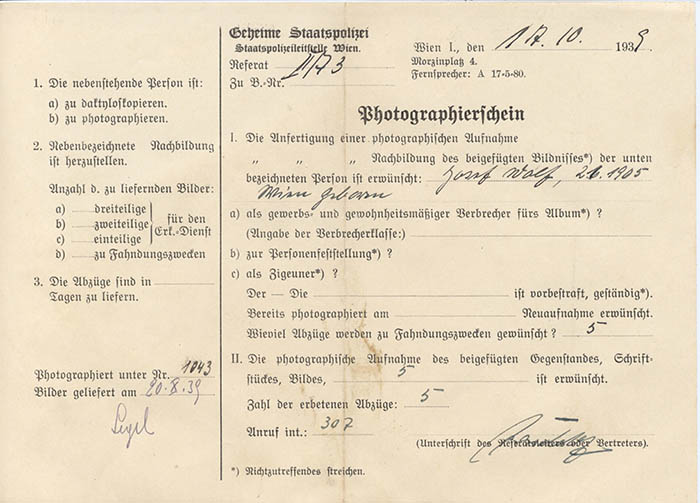 Geheime Staatspolizei
Staatspolizeileitstelle Wien.
Referat II A 3
Zu B.-Nr.
Wien I., den 17. 10. 1939
Morzinplatz 4.
Fernsprecher: A 17-5-80.
1. Die nebenstehende Person ist:
a) zu daktyloskopieren.
b) zu photographieren.
2. Nebenbezeichnete Nachbildung
ist herzustellen.
Anzahl d. zu liefernden Bilder:
a) dreiteilige
b) zweiteilige
c) einteilige
für den
Erk.-Dienst
d) zu Fahndungszwecken
3. Die Abzüge sind in
Tagen zu liefern.
Photographiert unter Nr. 1043
Bilder geliefert am 20.8.39
Photographierschein
I. Die Anfertigung einer photographischen Aufnahme
„ „ „ Nachbildung des beigefügten Bildnisses*) der unten
bezeichneten Person ist erwünscht: Josef Wolf, 1905
Wien geboren
a) als gewerbs- und gewohnheitsmäßiger Verbrecher fürs Album*) ?
(Angabe der Verbrecherklasse:)
b) zur Personenfeststellung*) ?
c) als Zigeuner*) ?
Der — Die ist vorbestraft, geständig*).
Bereits photographiert am Neuaufnahme erwünscht.
Wieviel Abzüge werden zu Fahndungszwecken gewünscht ? 5
II. Die photographische Aufnahme des beigefügten Gegenstandes, Schrift-
stückes, Bildes, 5 ist erwünscht.
Zahl der erbetenen Abzüge: 5
Anruf int.: 307
(Unterschrift des Referatsleiters oder Vertreters).
*) Nichtzutreffendes streichen.